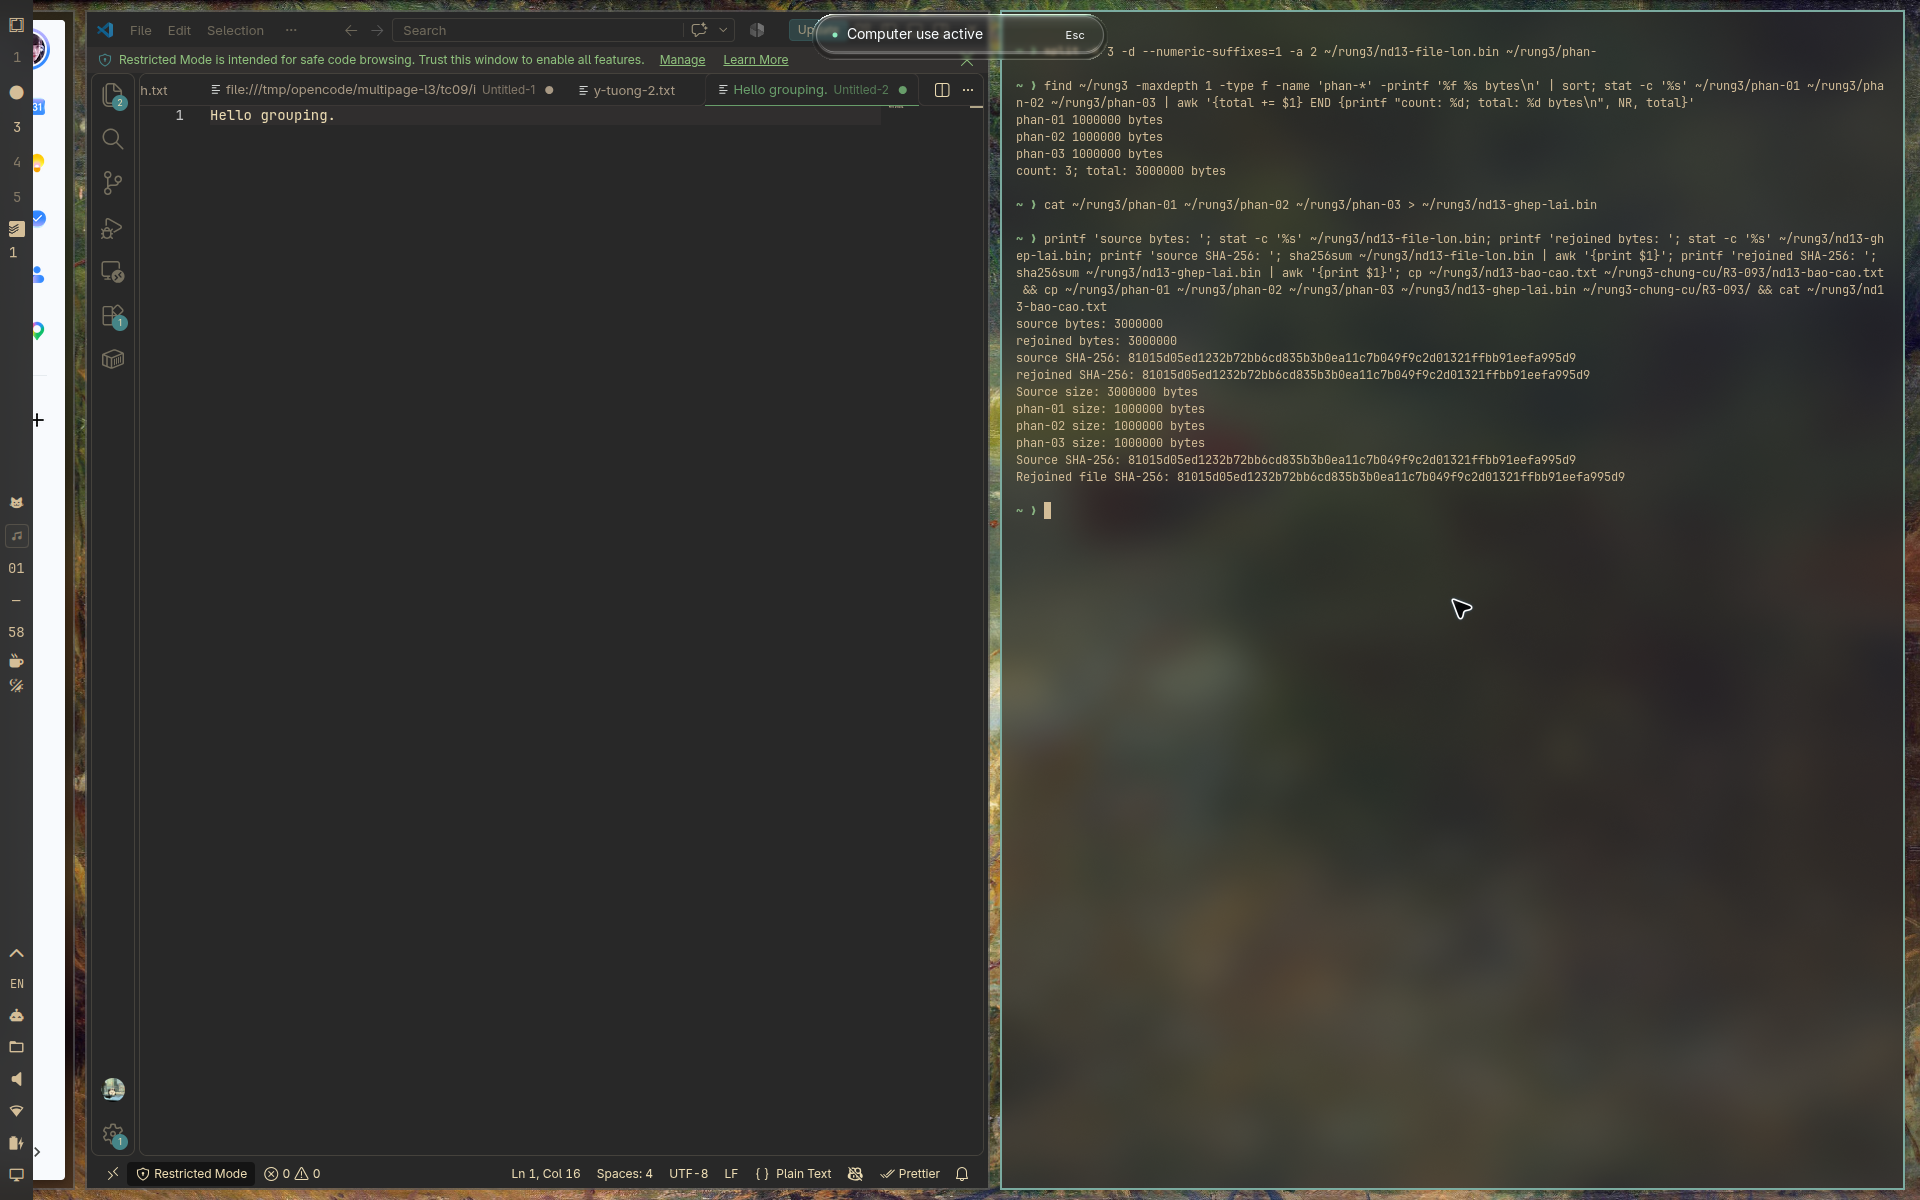 1
3
4
5
1
01
—
58
EN
31
File Edit Selection ··· Search
Computer use active Esc
Restricted Mode is intended for safe code browsing. Trust this window to enable all features. Manage Learn More
h.txt file:///tmp/opencode/multipage-l3/tc09/i Untitled-1 y-tuong-2.txt Hello grouping. Untitled-2 ···
1 Hello grouping.
2
1
1
Restricted Mode 0 0 Ln 1, Col 16 Spaces: 4 UTF-8 LF { } Plain Text Prettier
3 -d --numeric-suffixes=1 -a 2 ~/rung3/nd13-file-lon.bin ~/rung3/phan-
~ ❯ find ~/rung3 -maxdepth 1 -type f -name 'phan-*' -printf '%f %s bytes\n' | sort; stat -c '%s' ~/rung3/phan-01 ~/rung3/pha
n-02 ~/rung3/phan-03 | awk '{total += $1} END {printf "count: %d; total: %d bytes\n", NR, total}'
phan-01 1000000 bytes
phan-02 1000000 bytes
phan-03 1000000 bytes
count: 3; total: 3000000 bytes
~ ❯ cat ~/rung3/phan-01 ~/rung3/phan-02 ~/rung3/phan-03 > ~/rung3/nd13-ghep-lai.bin
~ ❯ printf 'source bytes: '; stat -c '%s' ~/rung3/nd13-file-lon.bin; printf 'rejoined bytes: '; stat -c '%s' ~/rung3/nd13-gh
ep-lai.bin; printf 'source SHA-256: '; sha256sum ~/rung3/nd13-file-lon.bin | awk '{print $1}'; printf 'rejoined SHA-256: ';
sha256sum ~/rung3/nd13-ghep-lai.bin | awk '{print $1}'; cp ~/rung3/nd13-bao-cao.txt ~/rung3-chung-cu/R3-093/nd13-bao-cao.txt
&& cp ~/rung3/phan-01 ~/rung3/phan-02 ~/rung3/phan-03 ~/rung3/nd13-ghep-lai.bin ~/rung3-chung-cu/R3-093/ && cat ~/rung3/nd1
3-bao-cao.txt
source bytes: 3000000
rejoined bytes: 3000000
source SHA-256: 81015d05ed1232b72bb6cd835b3b0ea11c7b049f9c2d01321ffbb91eefa995d9
rejoined SHA-256: 81015d05ed1232b72bb6cd835b3b0ea11c7b049f9c2d01321ffbb91eefa995d9
Source size: 3000000 bytes
phan-01 size: 1000000 bytes
phan-02 size: 1000000 bytes
phan-03 size: 1000000 bytes
Source SHA-256: 81015d05ed1232b72bb6cd835b3b0ea11c7b049f9c2d01321ffbb91eefa995d9
Rejoined file SHA-256: 81015d05ed1232b72bb6cd835b3b0ea11c7b049f9c2d01321ffbb91eefa995d9
~ ❯